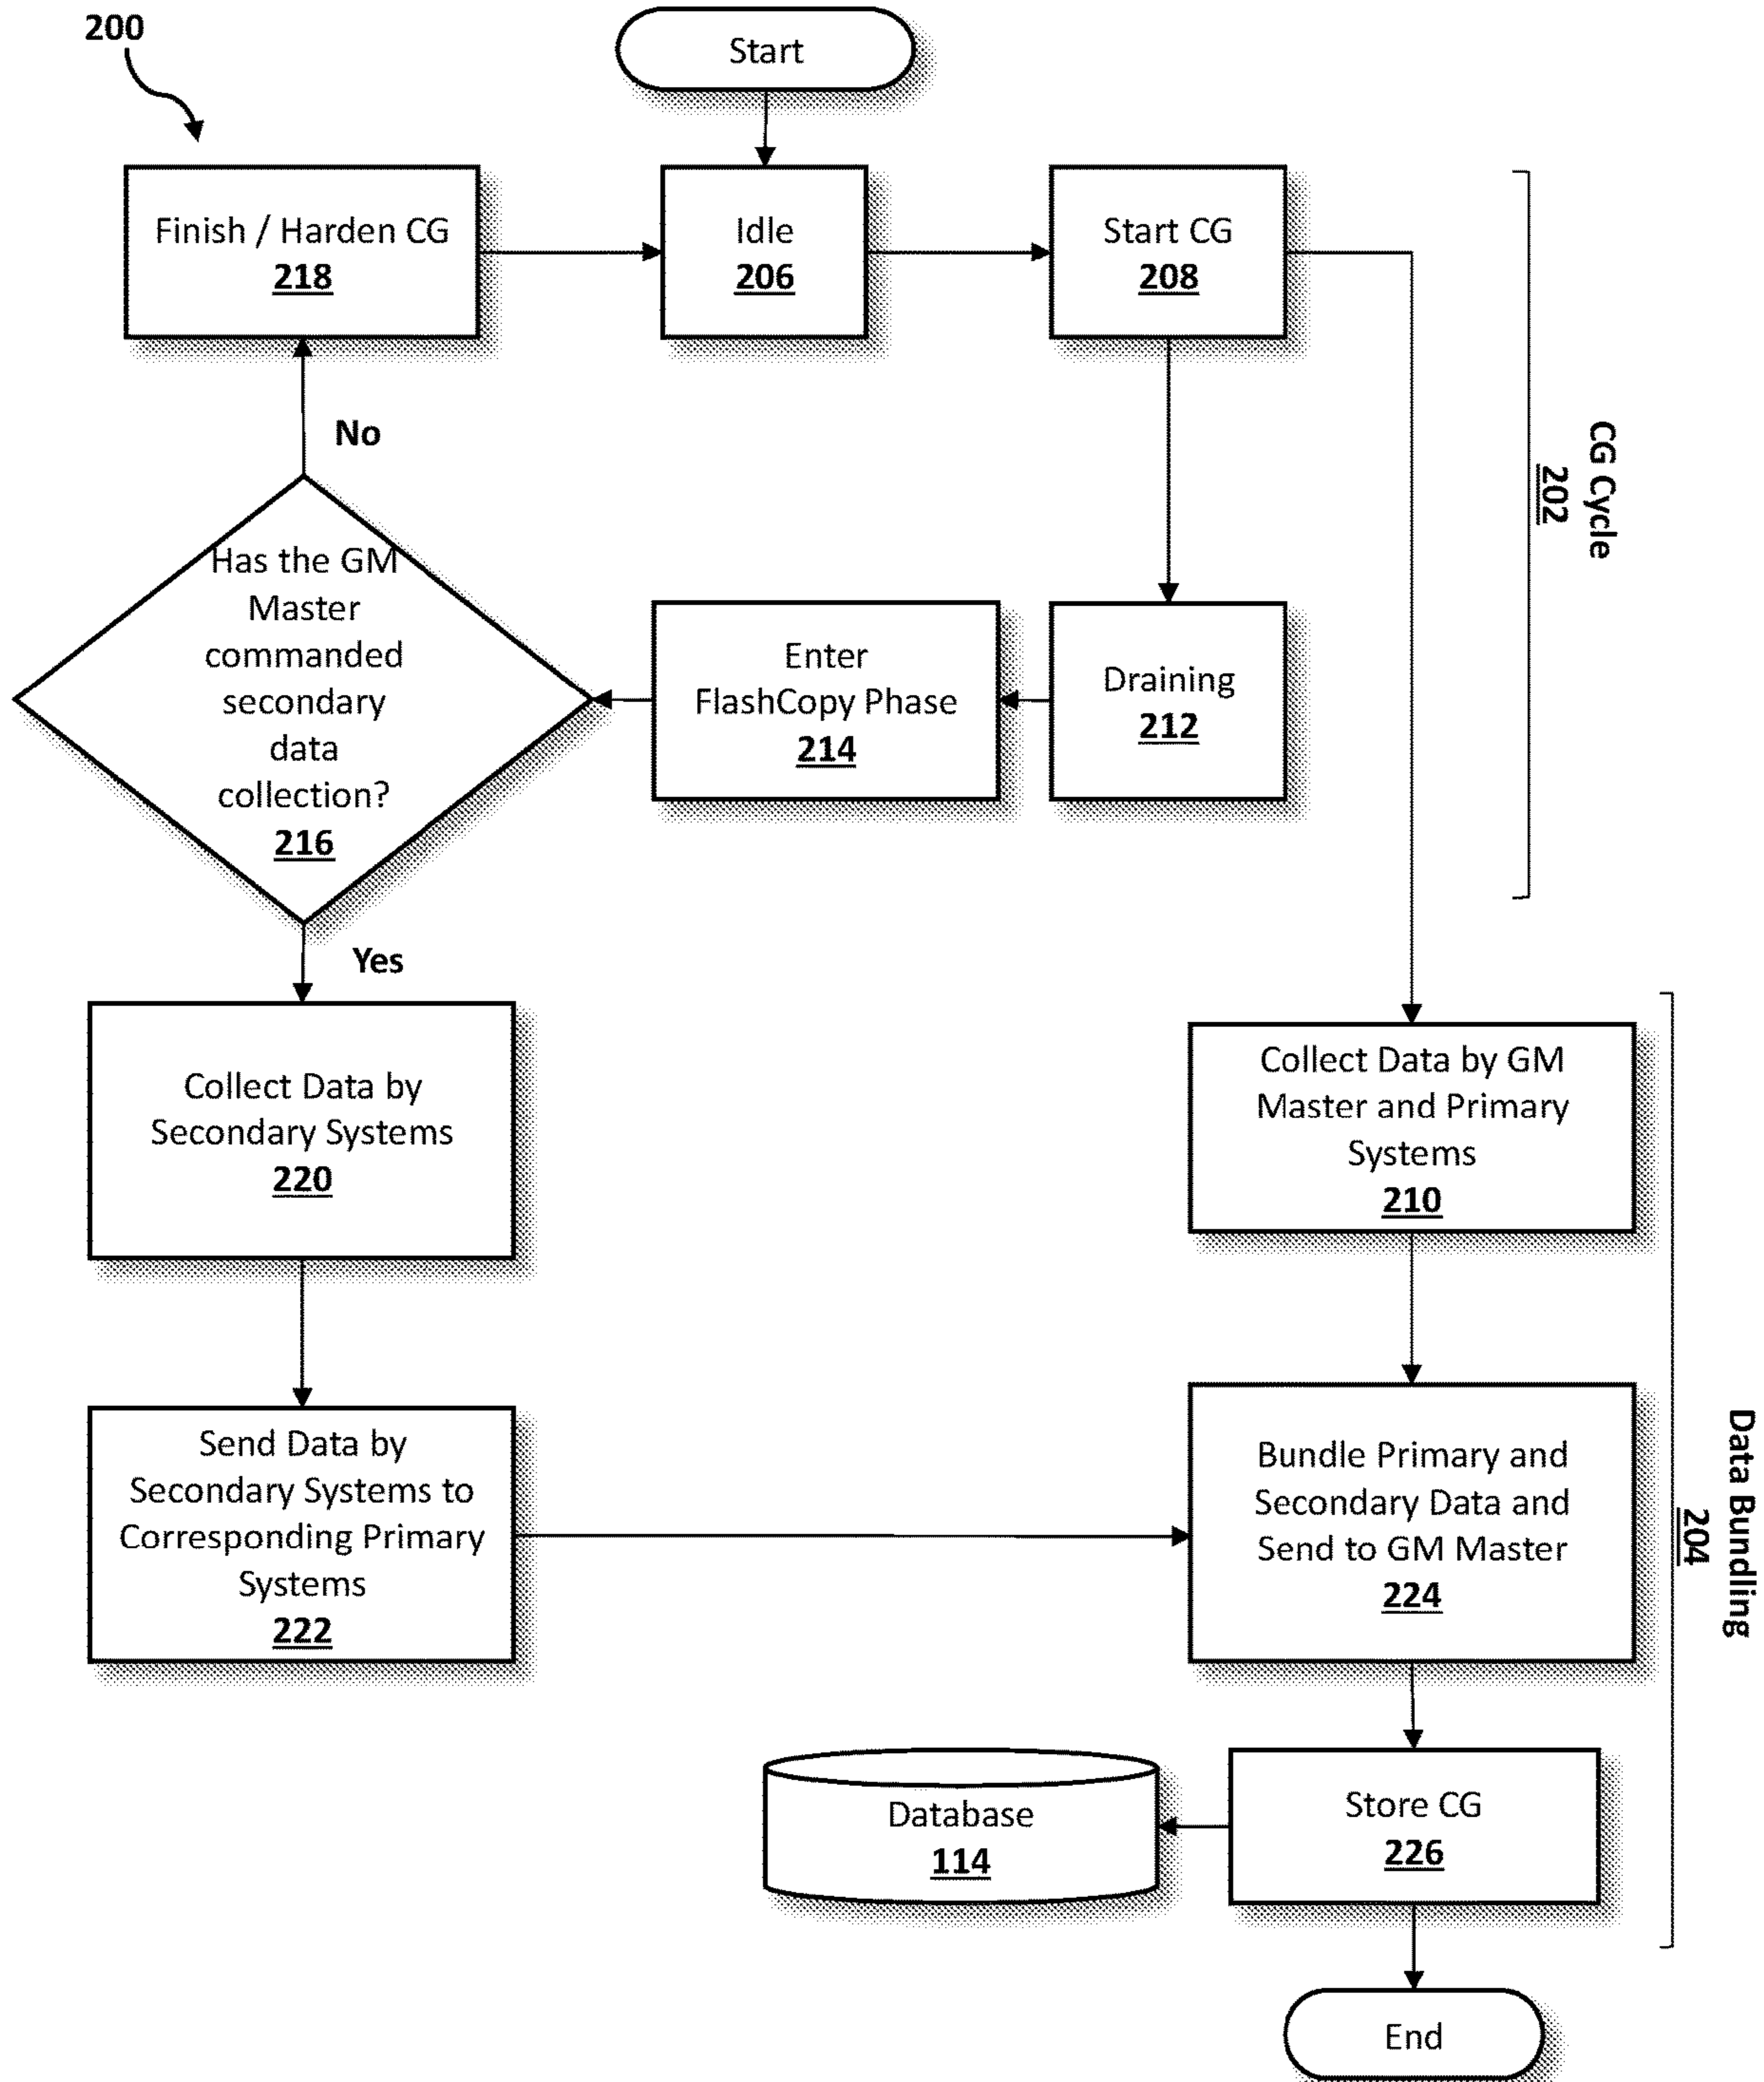 200
Start
Finish / Harden CG
218
Idle
206
Start CG
208
No
CG Cycle
202
Has the GM
Master
commanded
secondary
data
collection?
216
Enter
FlashCopy Phase
214
Draining
212
Yes
Collect Data by
Secondary Systems
220
Collect Data by GM
Master and Primary
Systems
210
Send Data by
Secondary Systems to
Corresponding Primary
Systems
222
Bundle Primary and
Secondary Data and
Send to GM Master
224
Data Bundling
204
Database
114
Store CG
226
End